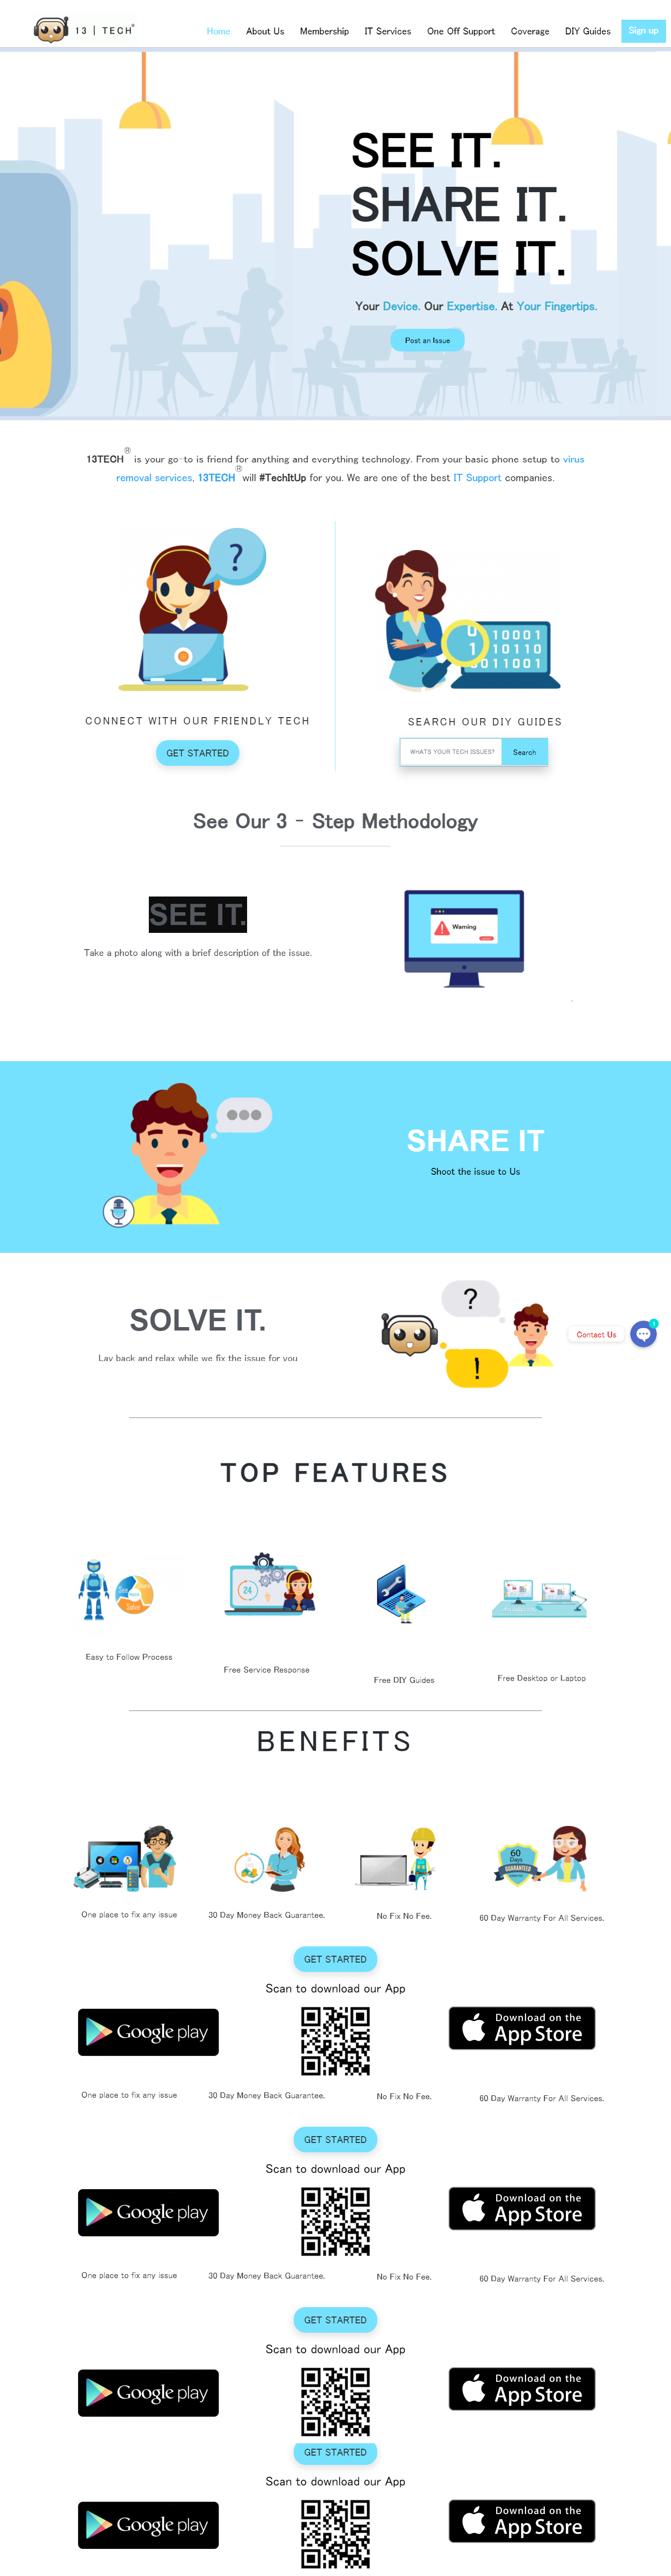 13 | TECH®
Home
About Us
Membership
IT Services
One Off Support
Coverage
DIY Guides
Sign up
SEE IT.
SHARE IT.
SOLVE IT.
Your Device. Our Expertise. At Your Fingertips.
Post an Issue
13TECH® is your go-to is friend for anything and everything technology. From your basic phone setup to virus
removal services, 13TECH® will #TechItUp for you. We are one of the best IT Support companies.
?
0 10001
1 10110
0011001
CONNECT WITH OUR FRIENDLY TECH
GET STARTED
SEARCH OUR DIY GUIDES
WHATS YOUR TECH ISSUES?
Search
See Our 3 - Step Methodology
SEE IT.
Take a photo along with a brief description of the issue.
Warning
SHARE IT
Shoot the issue to Us
SOLVE IT.
Lay back and relax while we fix the issue for you
?
!
Contact Us
1
TOP FEATURES
24
Easy to Follow Process
Free Service Response
Free DIY Guides
Free Desktop or Laptop
BENEFITS
60
Days
GUARANTEED
One place to fix any issue
30 Day Money Back Guarantee.
No Fix No Fee.
60 Day Warranty For All Services.
GET STARTED
Scan to download our App
Google play
Download on the
App Store
One place to fix any issue
30 Day Money Back Guarantee.
No Fix No Fee.
60 Day Warranty For All Services.
GET STARTED
Scan to download our App
Google play
Download on the
App Store
One place to fix any issue
30 Day Money Back Guarantee.
No Fix No Fee.
60 Day Warranty For All Services.
GET STARTED
Scan to download our App
Google play
Download on the
App Store
GET STARTED
Scan to download our App
Google play
Download on the
App Store